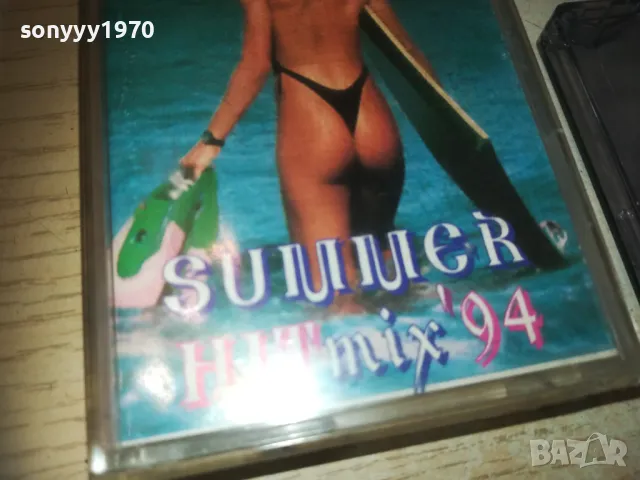 sonyyy1970
SUMMER
HIT mix '94
BAZAR